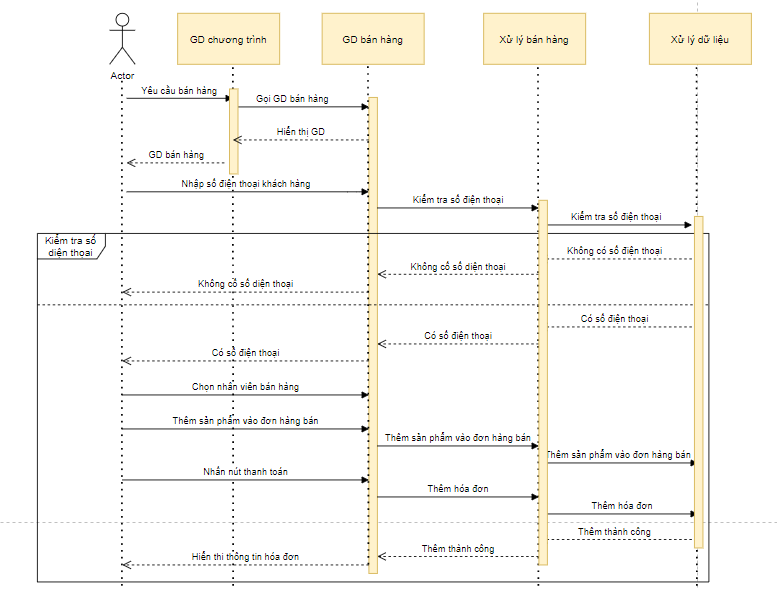 GD chương trình
GD bán hàng
Xử lý bán hàng
Xử lý dữ liệu
Actor
Yêu cầu bán hàng
Gọi GD bán hàng
Hiển thị GD
GD bán hàng
Nhập số điện thoại khách hàng
Kiểm tra số điện thoại
Kiểm tra số điện thoại
Kiểm tra số
điện thoại
Không có số điện thoại
Không cố số điện thoại
Không cố số điện thoại
Có số điện thoại
Có số điện thoại
Có số điện thoại
Chọn nhấn viên bán hàng
Thêm sản phẩm vào đơn hàng bán
Thêm sản phẩm vào đơn hàng bán
Thêm sản phẩm vào đơn hàng bán
Nhấn nút thanh toán
Thêm hóa đơn
Thêm hóa đơn
Thêm thành công
Thêm thành công
Hiển thi thông tin hóa đơn